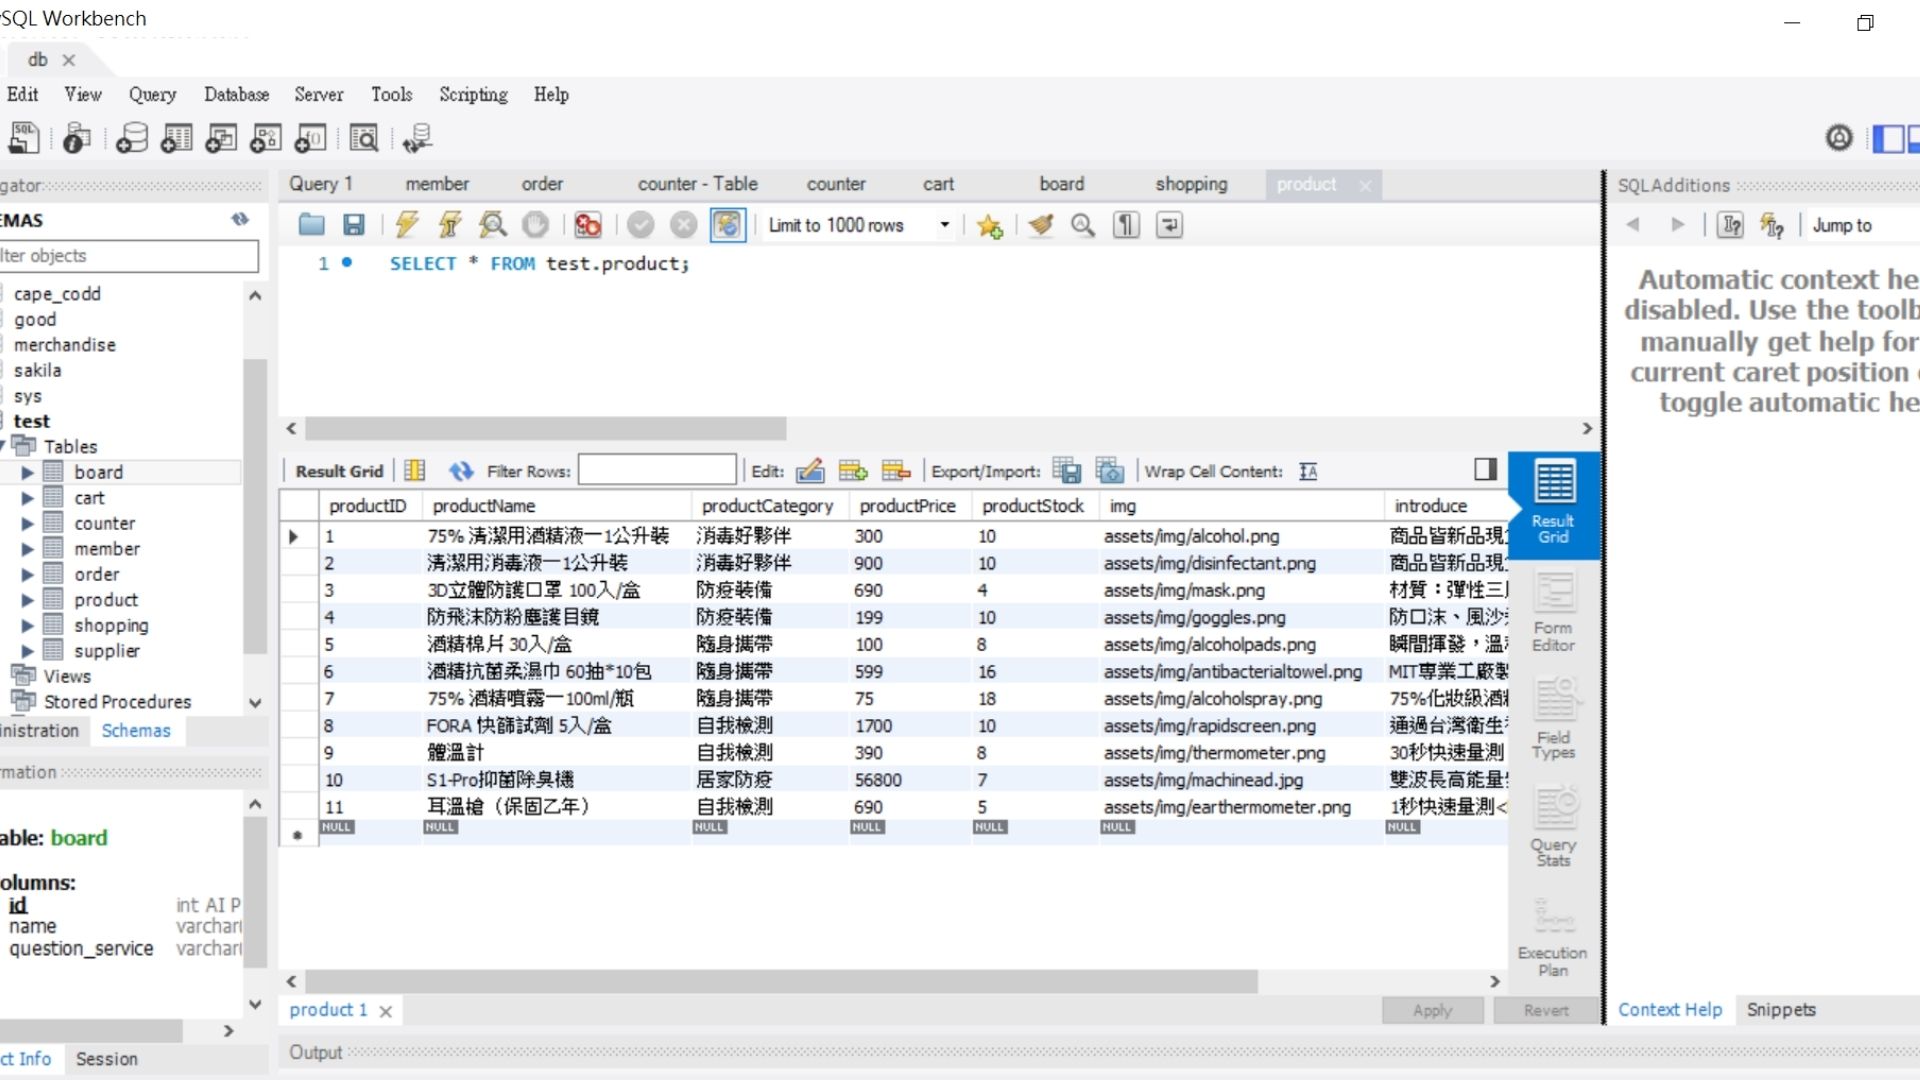 SQL Workbench
db
Edit View Query Database Server Tools Scripting Help
Query 1 member order counter - Table counter cart board shopping product
SQLAdditions
Limit to 1000 rows
Jump to
1 SELECT * FROM test.product;
cape_codd
good
merchandise
sakila
sys
test
Tables
board
cart
counter
member
order
product
shopping
supplier
Views
Stored Procedures
Schemas
board
id int AI P
name varchar(
question_service varchar(
Session
Result Grid Filter Rows: Edit: Export/Import: Wrap Cell Content:
productID productName productCategory productPrice productStock img introduce
1 75% 清潔用酒精液一1公升裝 消毒好夥伴 300 10 assets/img/alcohol.png 商品皆新品現
2 清潔用消毒液一1公升裝 消毒好夥伴 900 10 assets/img/disinfectant.png 商品皆新品現
3 3D立體防護口罩 100入/盒 防疫裝備 690 4 assets/img/mask.png 材質：彈性三
4 防飛沫防粉塵護目鏡 防疫裝備 199 10 assets/img/goggles.png 防口沫、風沙
5 酒精棉片 30入/盒 隨身攜帶 100 8 assets/img/alcoholpads.png 瞬間揮發，溫
6 酒精抗菌柔濕巾 60抽*10包 隨身攜帶 599 16 assets/img/antibacterialtowel.png MIT專業工廠製
7 75% 酒精噴霧一100ml/瓶 隨身攜帶 75 18 assets/img/alcoholspray.png 75%化妝級酒精
8 FORA 快篩試劑 5入/盒 自我檢測 1700 10 assets/img/rapidscreen.png 通過台灣衛生
9 體溫計 自我檢測 390 8 assets/img/thermometer.png 30秒快速量測
10 S1-Pro抑菌除臭機 居家防疫 56800 7 assets/img/machinead.jpg 雙波長高能量
11 耳溫槍（保固乙年） 自我檢測 690 5 assets/img/earthermometer.png 1秒快速量測<
NULL NULL NULL NULL NULL NULL NULL
product 1
Apply Revert
Output
Result
Grid
Form
Editor
Field
Types
Query
Stats
Execution
Plan
Automatic context he
disabled. Use the toolb
manually get help for
current caret position
toggle automatic he
Context Help Snippets